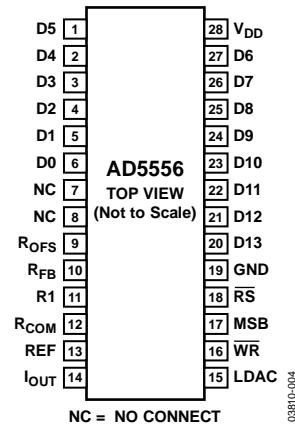 D5 1 28 VDD
D4 2 27 D6
D3 3 26 D7
D2 4 25 D8
D1 5 24 D9
D0 6 AD5556 23 D10
NC 7 TOP VIEW 22 D11
NC 8 (Not to Scale) 21 D12
ROFS 9 20 D13
RFB 10 19 GND
R1 11 18 R̅S̅
RCOM 12 17 MSB
REF 13 16 W̅R̅
IOUT 14 15 LDAC
NC = NO CONNECT
03810-004